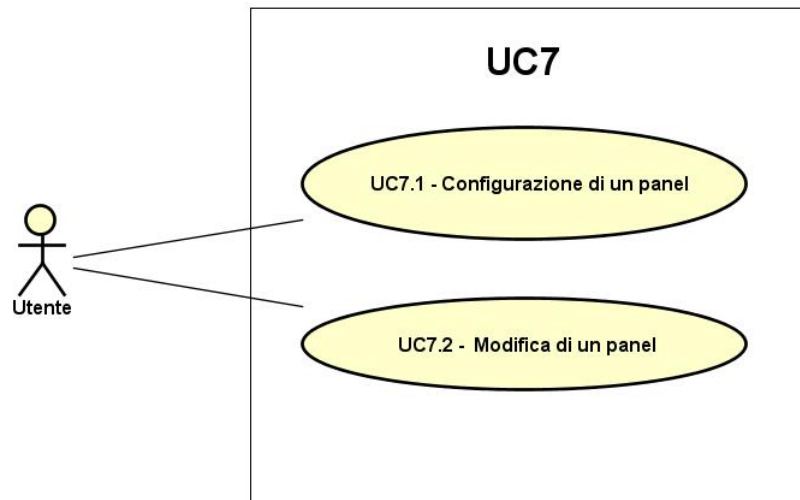 UC7
UC7.1 - Configurazione di un panel
Utente
UC7.2 - Modifica di un panel